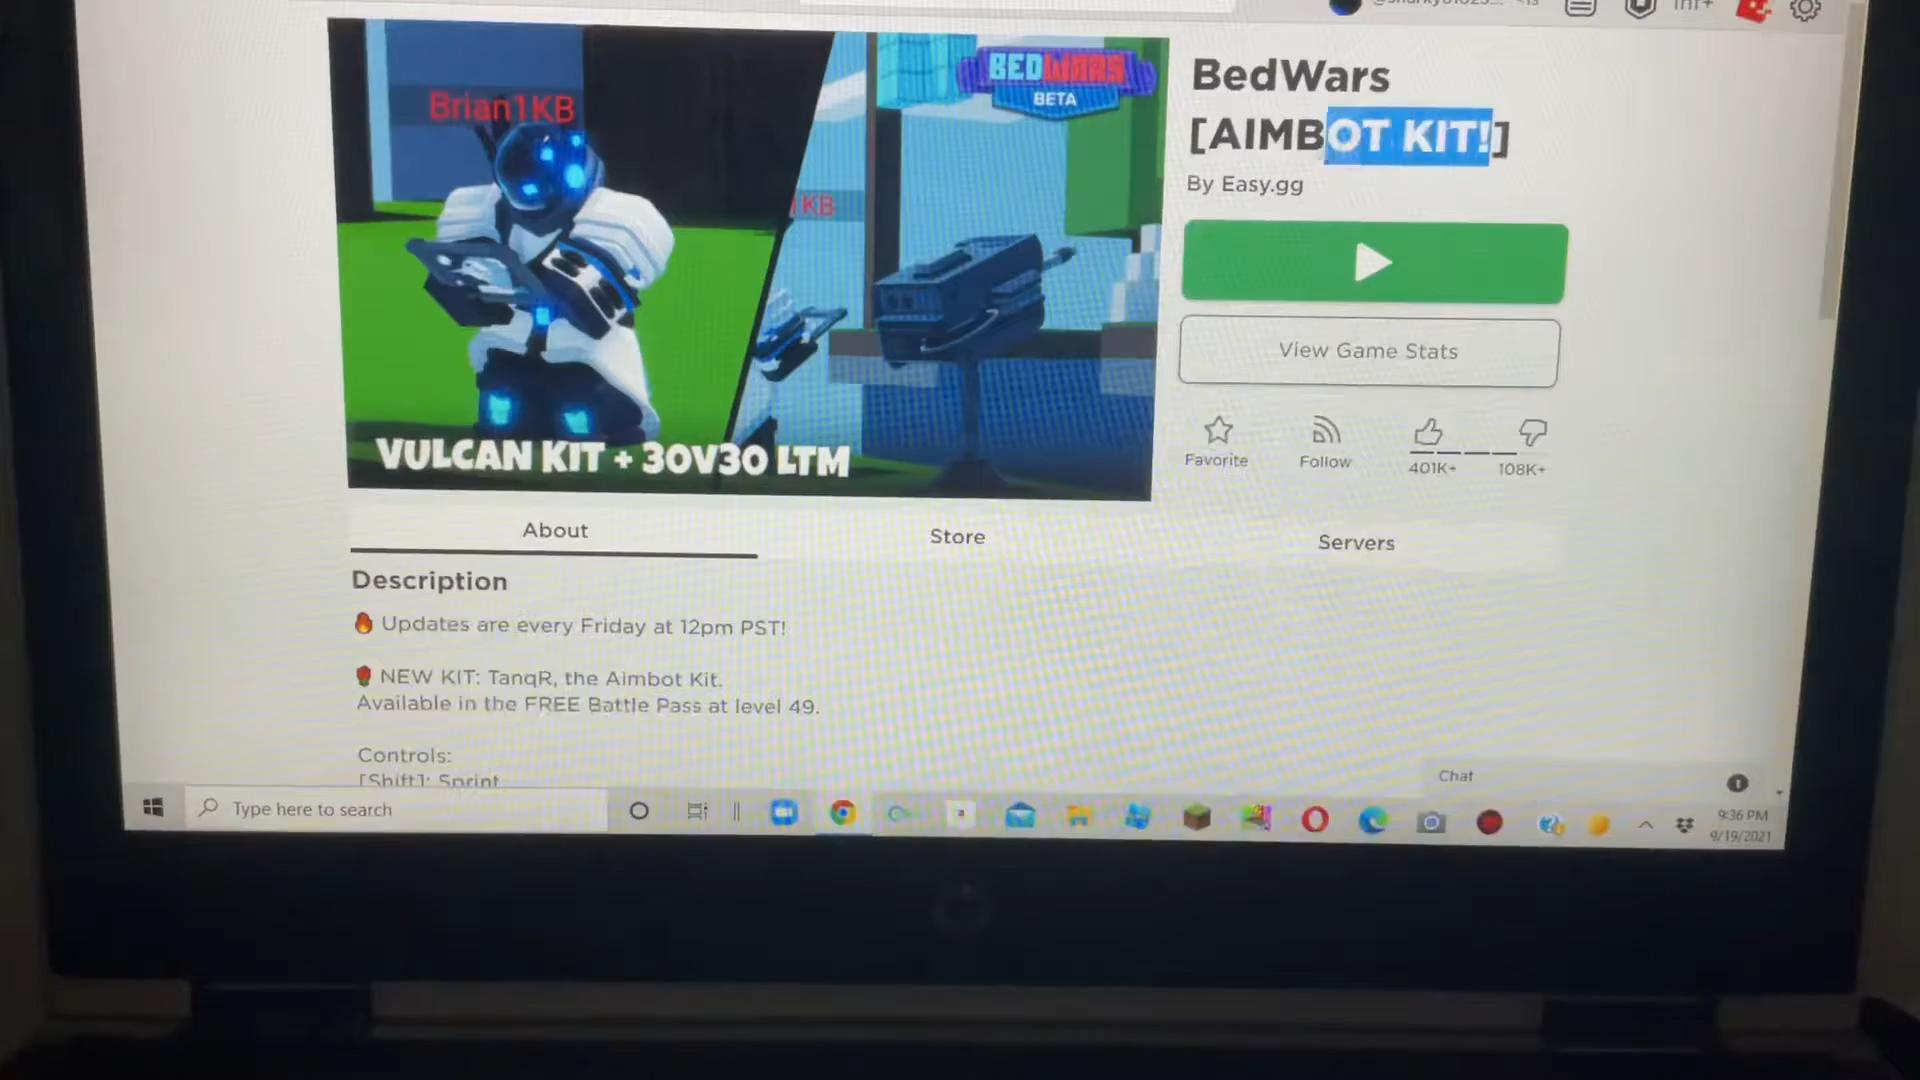 BedWars
[AIMBOT KIT!]
By Easy.gg
Brian1KB
1KB
BEDWARS
BETA
VULCAN KIT + 30V30 LTM
View Game Stats
Favorite
Follow
401K+
108K+
About
Store
Servers
Description
🔥 Updates are every Friday at 12pm PST!
🌹 NEW KIT: TanqR, the Aimbot Kit.
Available in the FREE Battle Pass at level 49.
Controls:
[Shift]: Sprint
Chat
Type here to search
9:36 PM
9/19/2021